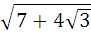 √(7 + 4√3)